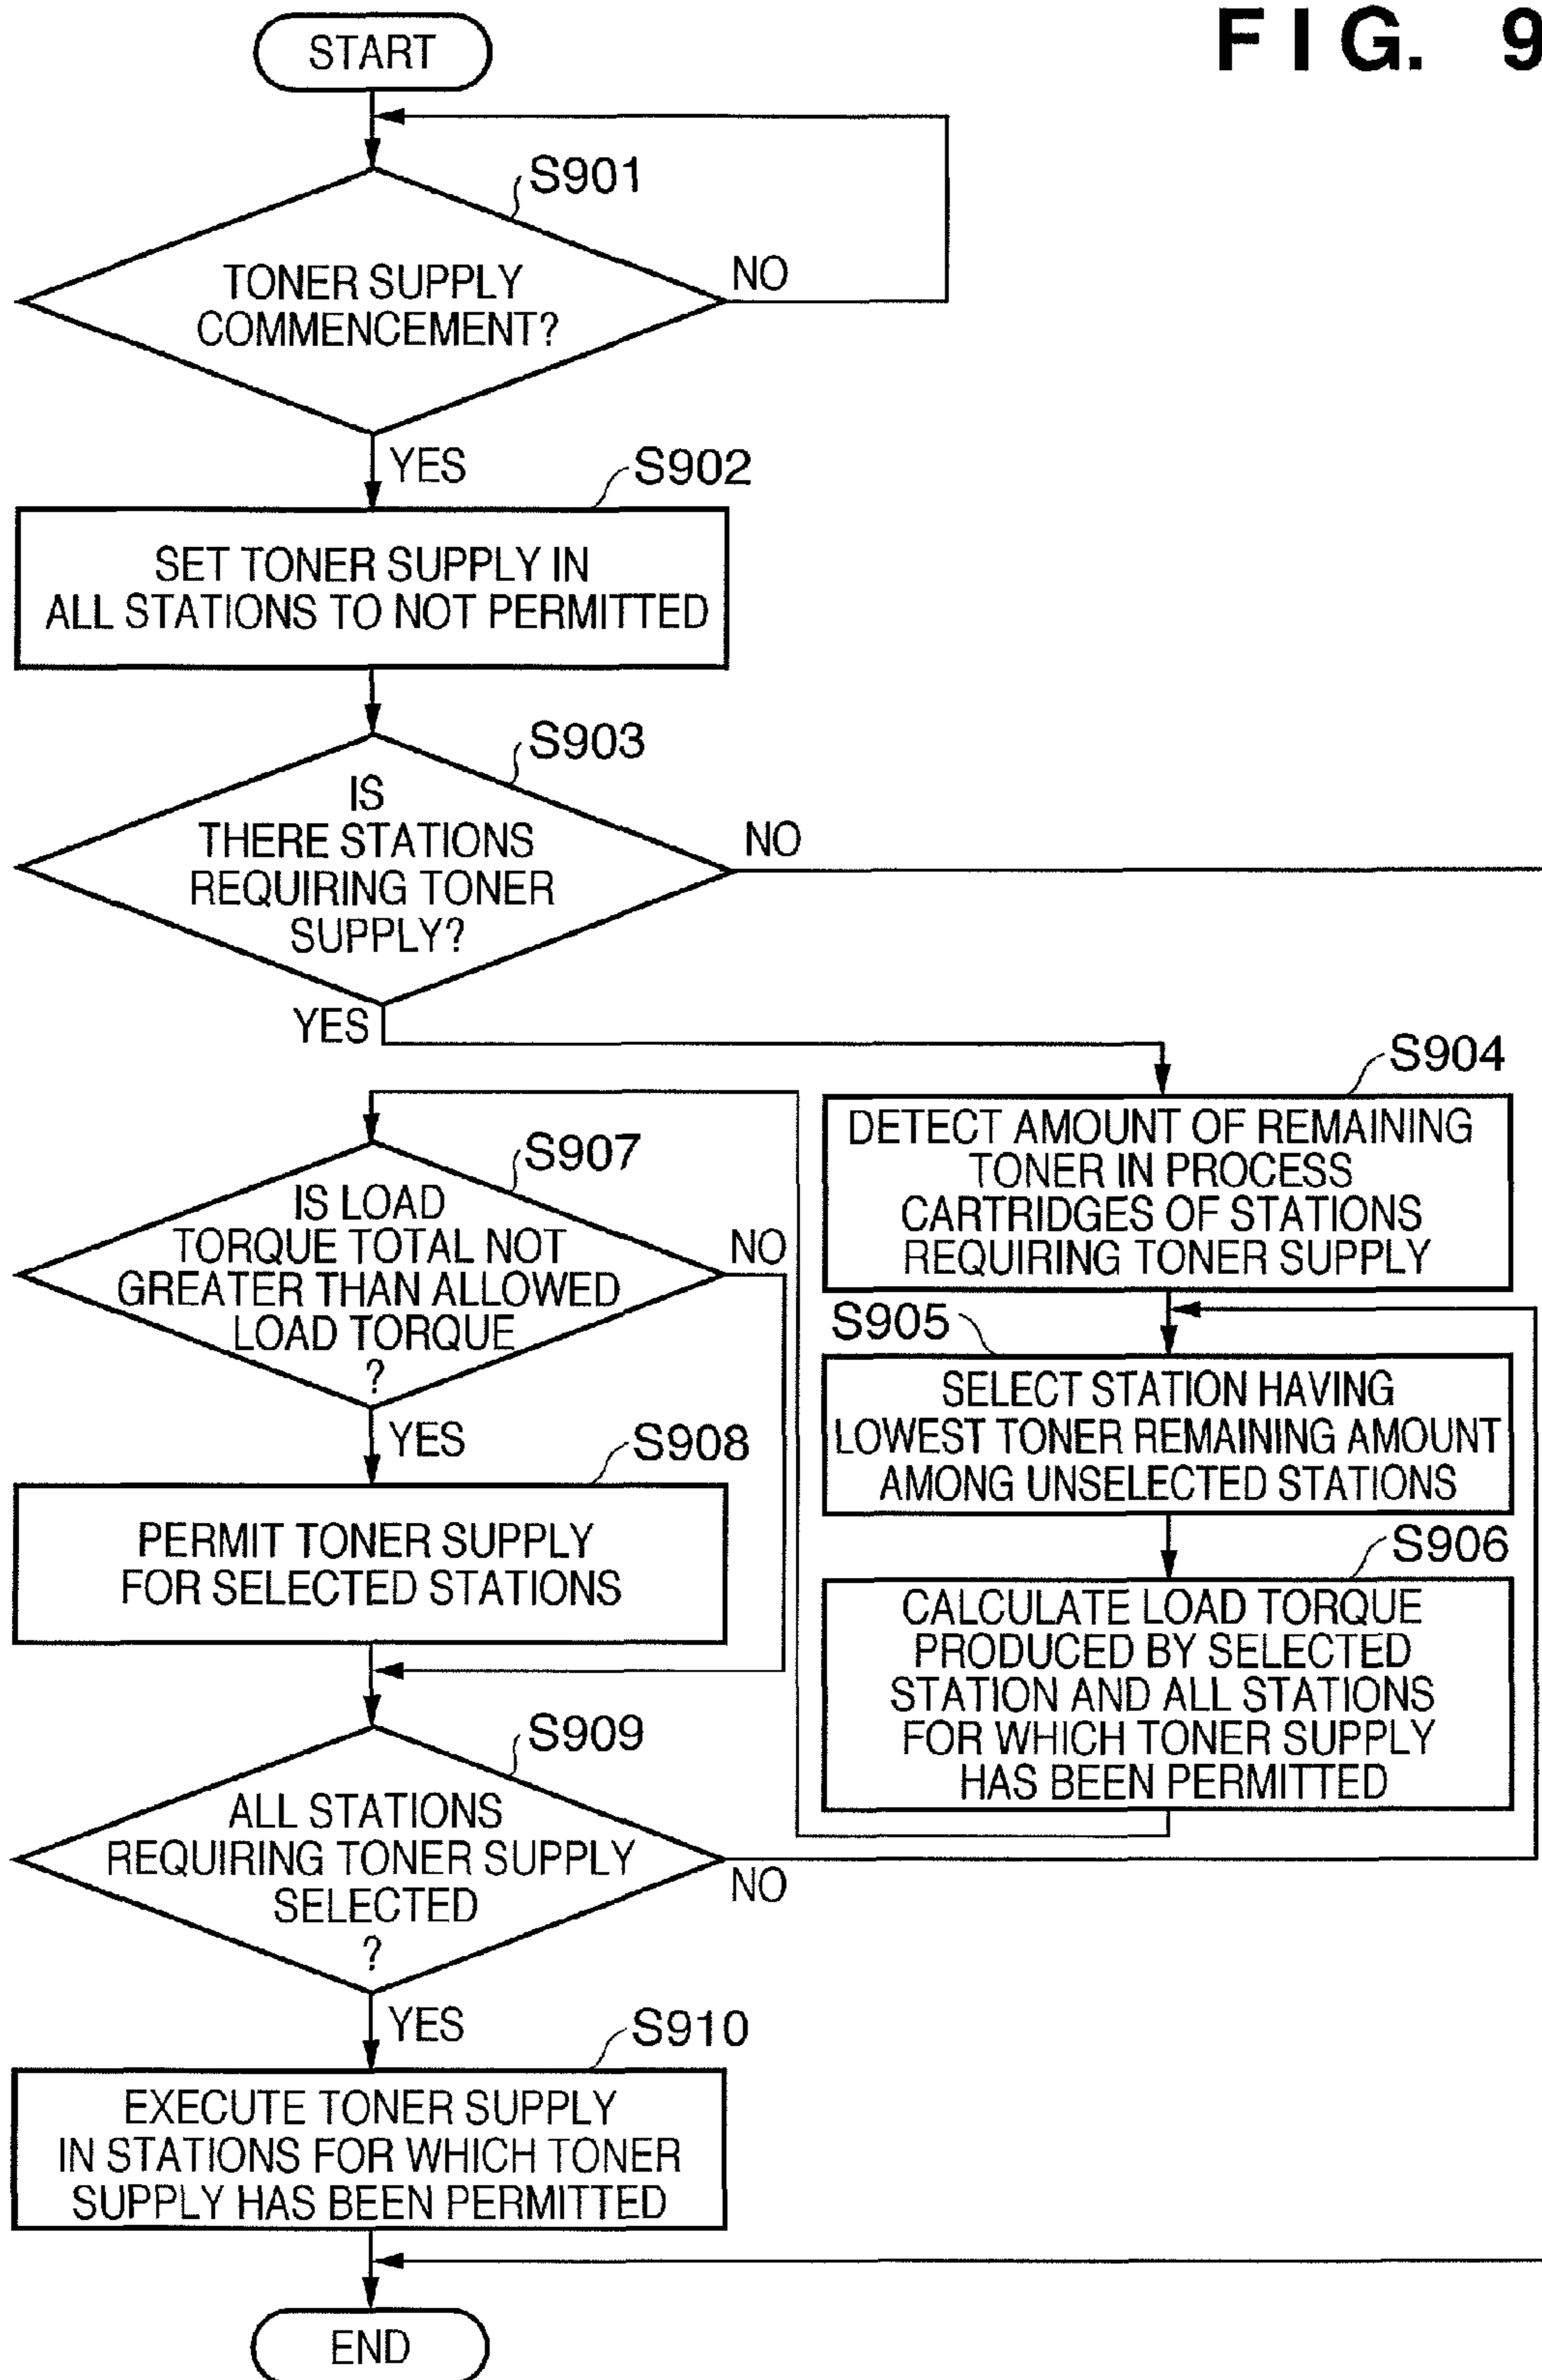 FIG. 9
START
S901
TONER SUPPLY
COMMENCEMENT?
NO
YES
S902
SET TONER SUPPLY IN
ALL STATIONS TO NOT PERMITTED
S903
IS
THERE STATIONS
REQUIRING TONER
SUPPLY?
NO
YES
S904
DETECT AMOUNT OF REMAINING
TONER IN PROCESS
CARTRIDGES OF STATIONS
REQUIRING TONER SUPPLY
S905
SELECT STATION HAVING
LOWEST TONER REMAINING AMOUNT
AMONG UNSELECTED STATIONS
S906
CALCULATE LOAD TORQUE
PRODUCED BY SELECTED
STATION AND ALL STATIONS
FOR WHICH TONER SUPPLY
HAS BEEN PERMITTED
S907
IS LOAD
TORQUE TOTAL NOT
GREATER THAN ALLOWED
LOAD TORQUE
?
NO
YES
S908
PERMIT TONER SUPPLY
FOR SELECTED STATIONS
S909
ALL STATIONS
REQUIRING TONER SUPPLY
SELECTED
?
NO
YES
S910
EXECUTE TONER SUPPLY
IN STATIONS FOR WHICH TONER
SUPPLY HAS BEEN PERMITTED
END